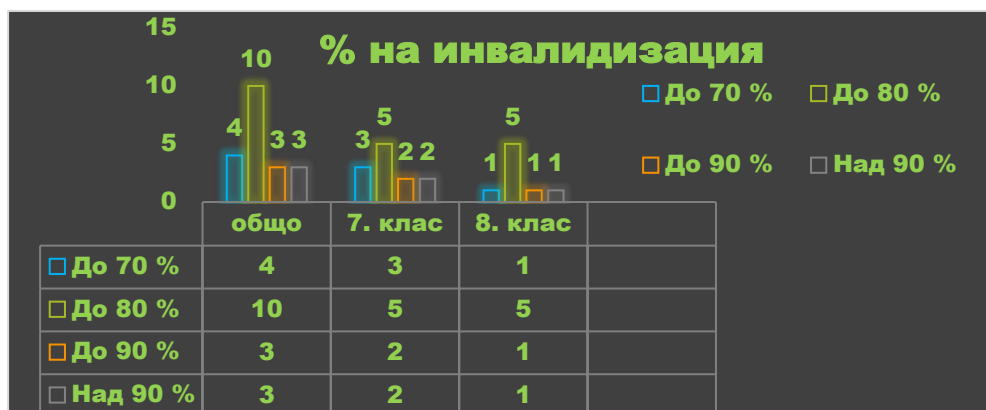 % на инвалидизация
15
10
5
0
10
4
3 3
3
5
2 2
1
5
1 1
До 70 % До 80 %
До 90 % Над 90 %
общо 7. клас 8. клас
До 70 % 4 3 1
До 80 % 10 5 5
До 90 % 3 2 1
Над 90 % 3 2 1